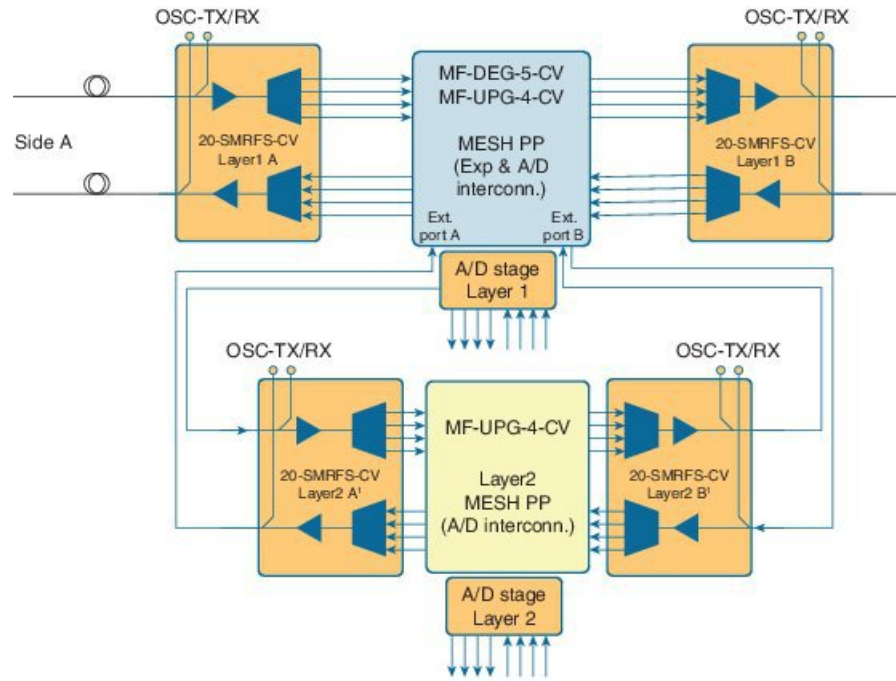 OSC-TX/RX
OSC-TX/RX
MF-DEG-5-CV
MF-UPG-4-CV
Side A
20-SMRFS-CV
Layer1 A
MESH PP
(Exp & A/D
interconn.)
20-SMRFS-CV
Layer1 B
Ext.
port A
Ext.
port B
A/D stage
Layer 1
OSC-TX/RX
OSC-TX/RX
MF-UPG-4-CV
20-SMRFS-CV
Layer2 A'
Layer2
MESH PP
(A/D interconn.)
20-SMRFS-CV
Layer2 B'
A/D stage
Layer 2